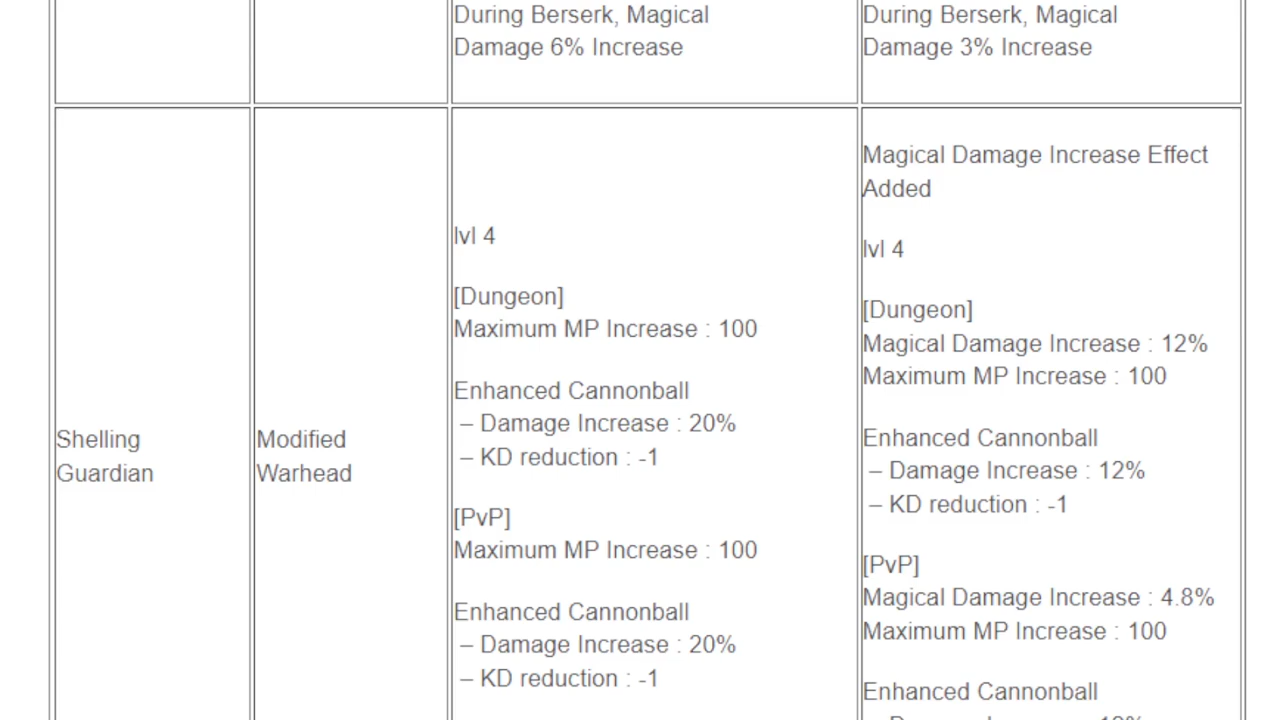 During Berserk, Magical
Damage 6% Increase
During Berserk, Magical
Damage 3% Increase
Shelling
Guardian
Modified
Warhead
lvl 4
[Dungeon]
Maximum MP Increase : 100
Enhanced Cannonball
– Damage Increase : 20%
– KD reduction : -1
[PvP]
Maximum MP Increase : 100
Enhanced Cannonball
– Damage Increase : 20%
– KD reduction : -1
Magical Damage Increase Effect
Added
lvl 4
[Dungeon]
Magical Damage Increase : 12%
Maximum MP Increase : 100
Enhanced Cannonball
– Damage Increase : 12%
– KD reduction : -1
[PvP]
Magical Damage Increase : 4.8%
Maximum MP Increase : 100
Enhanced Cannonball